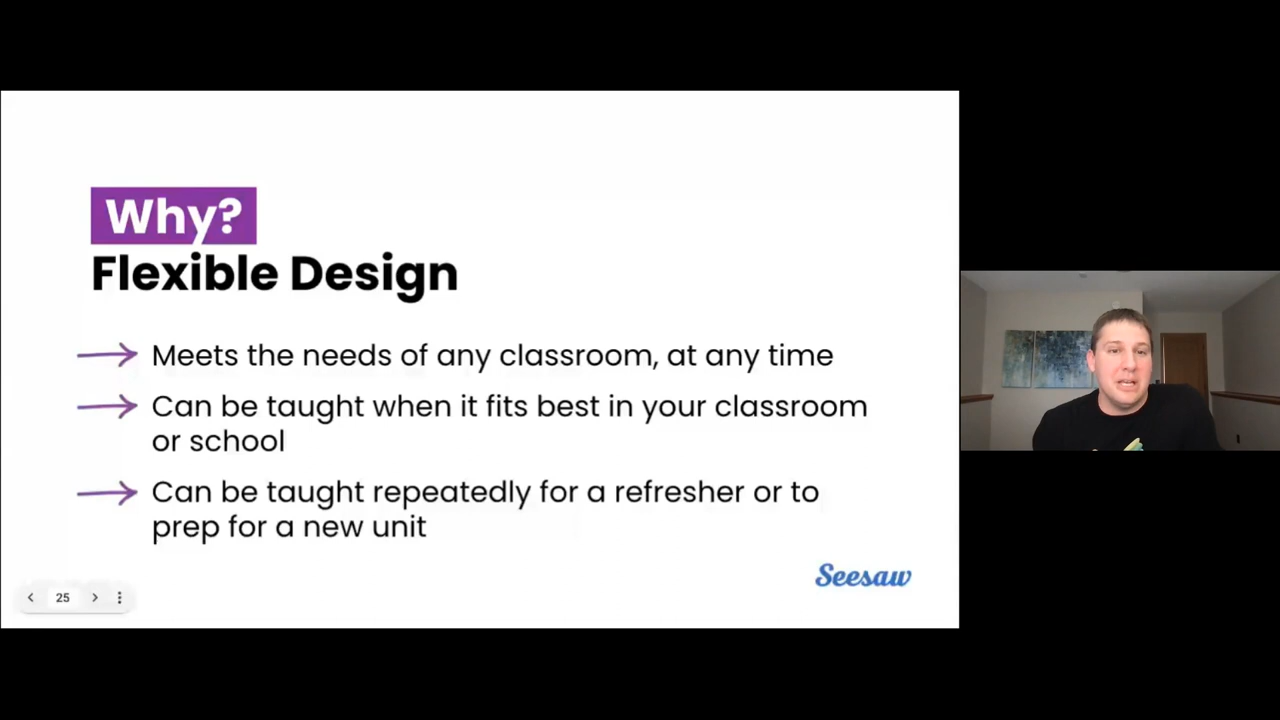 Why?
Flexible Design
Meets the needs of any classroom, at any time
Can be taught when it fits best in your classroom
or school
Can be taught repeatedly for a refresher or to
prep for a new unit
Seesaw
25